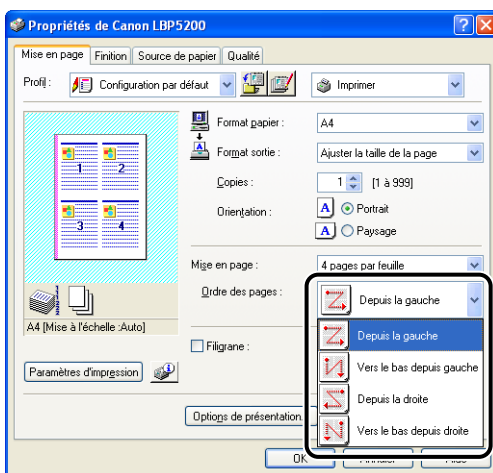 Propriétés de Canon LBP5200
Mise en page Finition Source de papier Qualité
Profil : Configuration par défaut Imprimer
Format papier : A4
Format sortie : Ajuster la taille de la page
Copies : 1 [1 à 999]
Orientation : A Portrait
A Paysage
1 2
3 4
Mise en page : 4 pages par feuille
Ordre des pages : Depuis la gauche
A4 [Mise à l'échelle :Auto]
Depuis la gauche
Filigrane :
Vers le bas depuis gauche
Paramètres d'impression
Depuis la droite
Options de présentation
Vers le bas depuis droite
OK